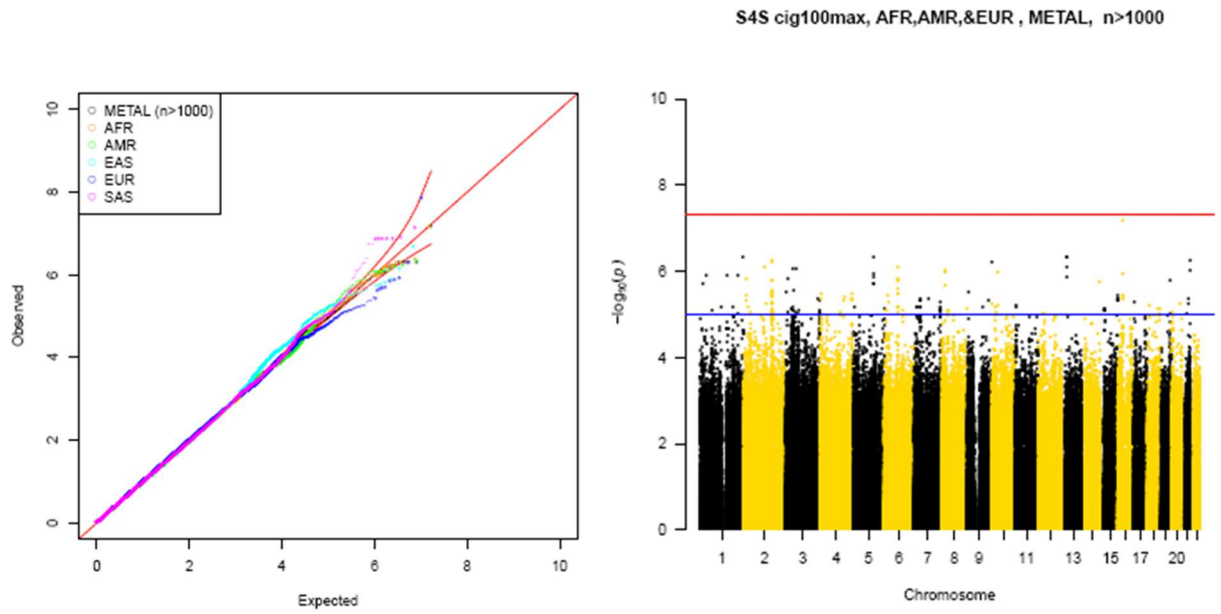 S4S cig100max, AFR,AMR,&EUR , METAL, n>1000
METAL (n>1000)
AFR
AMR
EAS
EUR
SAS
Observed
10
8
6
4
2
0
0 2 4 6 8 10
Expected
−log10(p)
10
8
6
4
2
0
1 2 3 4 5 6 7 8 9 11 13 15 17 20
Chromosome